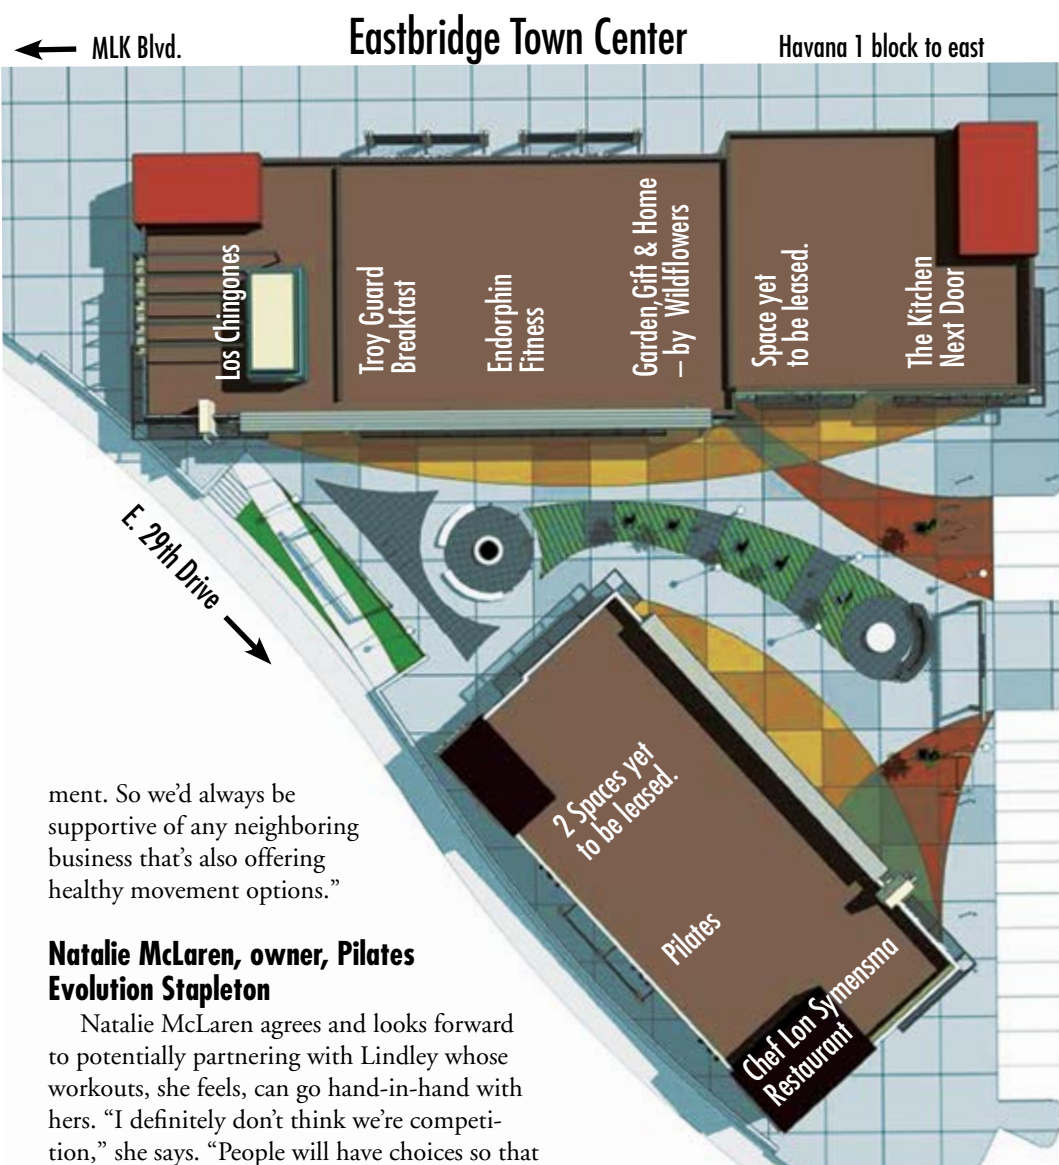 Eastbridge Town Center
MLK Blvd.
Havana 1 block to east
Los Chingones
Troy Guard
Breakfast
Endorphin
Fitness
Garden, Gift & Home
– by Wildflowers
Space yet
to be leased.
The Kitchen
Next Door
E. 29th Drive
2 Spaces yet
to be leased.
Pilates
Chef Lon Symensma
Restaurant
ment. So we’d always be
supportive of any neighboring
business that’s also offering
healthy movement options.”
Natalie McLaren, owner, Pilates
Evolution Stapleton
Natalie McLaren agrees and looks forward
to potentially partnering with Lindley whose
workouts, she feels, can go hand-in-hand with
hers. “I definitely don’t think we’re competi-
tion,” she says. “People will have choices so that